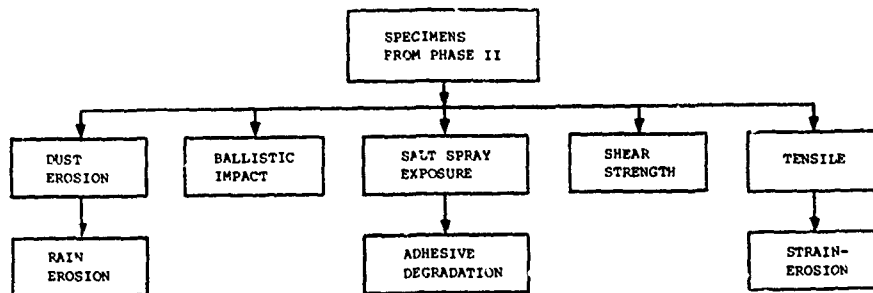 SPECIMENS
FROM PHASE II
DUST
EROSION
BALLISTIC
IMPACT
SALT SPRAY
EXPOSURE
SHEAR
STRENGTH
TENSILE
RAIN
EROSION
ADHESIVE
DEGRADATION
STRAIN-
EROSION